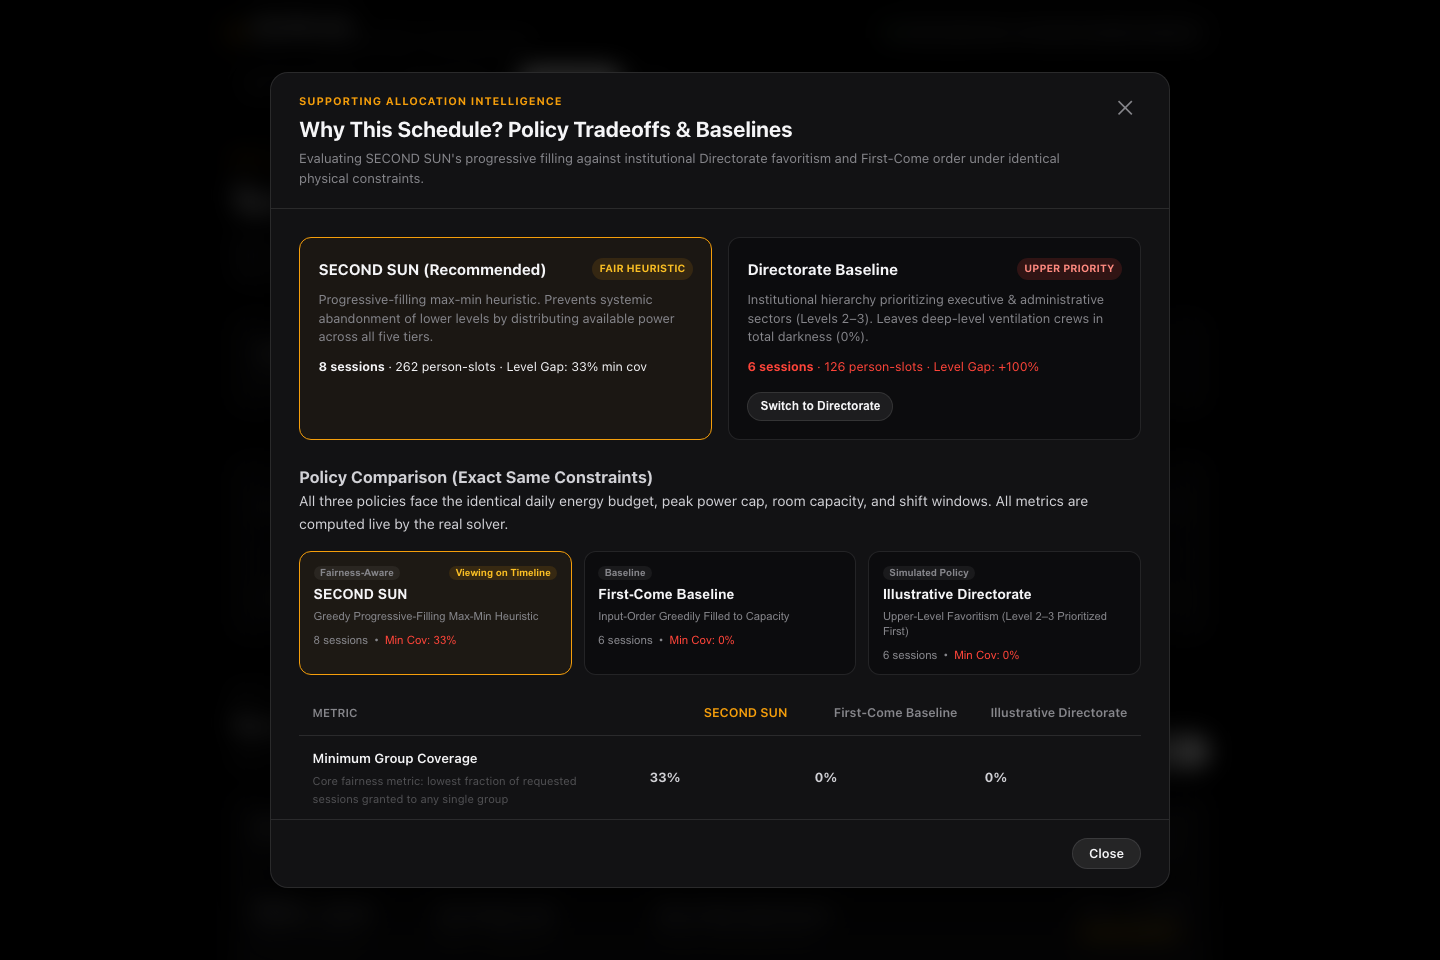 SUPPORTING ALLOCATION INTELLIGENCE
Why This Schedule? Policy Tradeoffs & Baselines
Evaluating SECOND SUN's progressive filling against institutional Directorate favoritism and First-Come order under identical
physical constraints.
SECOND SUN (Recommended)
FAIR HEURISTIC
Progressive-filling max-min heuristic. Prevents systemic
abandonment of lower levels by distributing available power
across all five tiers.
8 sessions · 262 person-slots · Level Gap: 33% min cov
Directorate Baseline
UPPER PRIORITY
Institutional hierarchy prioritizing executive & administrative
sectors (Levels 2–3). Leaves deep-level ventilation crews in
total darkness (0%).
6 sessions · 126 person-slots · Level Gap: +100%
Switch to Directorate
Policy Comparison (Exact Same Constraints)
All three policies face the identical daily energy budget, peak power cap, room capacity, and shift windows. All metrics are
computed live by the real solver.
Fairness-Aware
Viewing on Timeline
SECOND SUN
Greedy Progressive-Filling Max-Min Heuristic
8 sessions • Min Cov: 33%
Baseline
First-Come Baseline
Input-Order Greedily Filled to Capacity
6 sessions • Min Cov: 0%
Simulated Policy
Illustrative Directorate
Upper-Level Favoritism (Level 2–3 Prioritized
First)
6 sessions • Min Cov: 0%
METRIC SECOND SUN First-Come Baseline Illustrative Directorate
Minimum Group Coverage
Core fairness metric: lowest fraction of requested
sessions granted to any single group
33% 0% 0%
Close